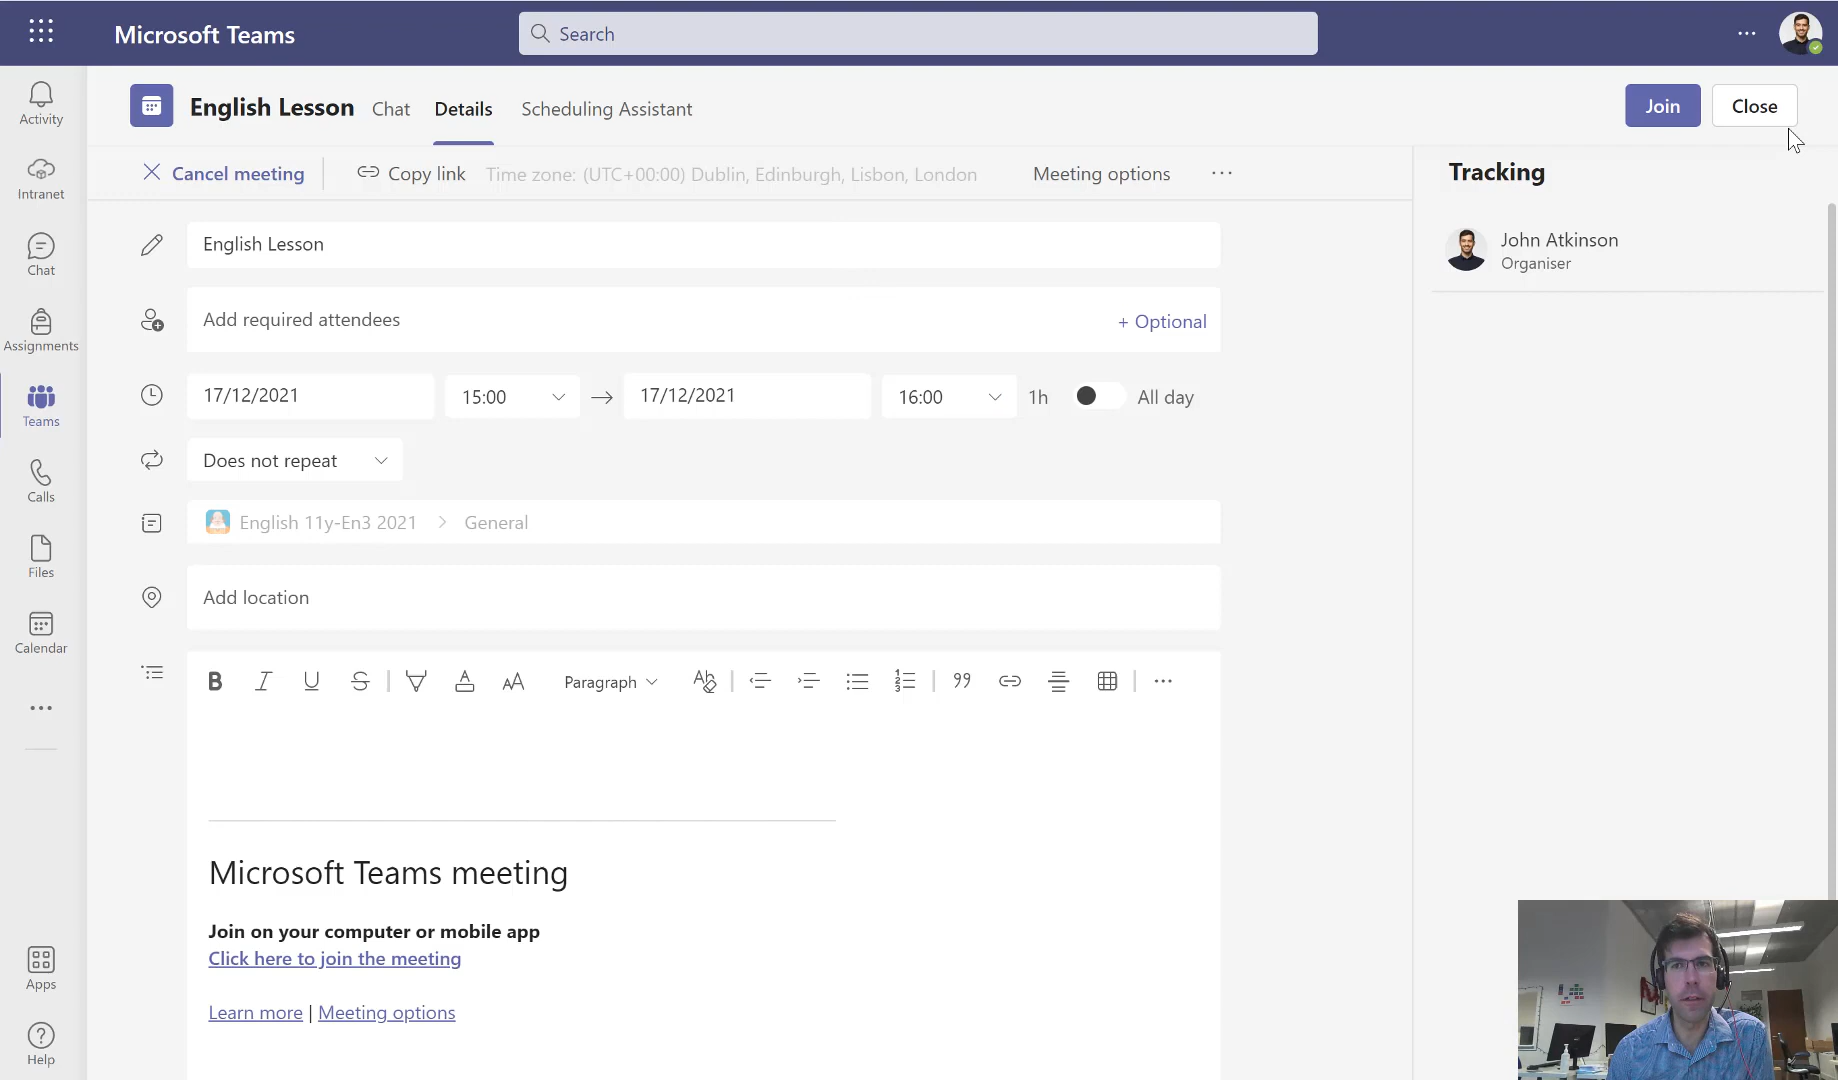 Microsoft Teams
Search
Activity
Intranet
Chat
Assignments
Teams
Calls
Files
Calendar
Apps
Help
English Lesson Chat Details Scheduling Assistant
Join Close
Cancel meeting Copy link Time zone: (UTC+00:00) Dublin, Edinburgh, Lisbon, London Meeting options
English Lesson
Add required attendees + Optional
17/12/2021 15:00 17/12/2021 16:00 1h All day
Does not repeat
English 11y-En3 2021 > General
Add location
Paragraph
Microsoft Teams meeting
Join on your computer or mobile app
Click here to join the meeting
Learn more | Meeting options
Tracking
John Atkinson
Organiser